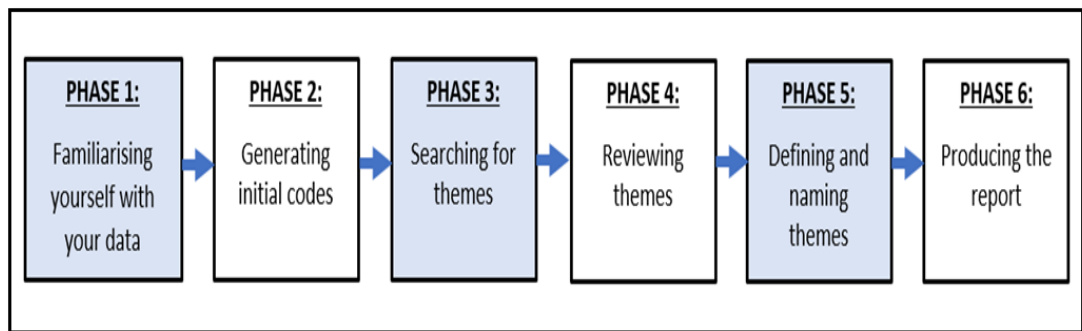 PHASE 1:
Familiarising
yourself with
your data
PHASE 2:
Generating
initial codes
PHASE 3:
Searching for
themes
PHASE 4:
Reviewing
themes
PHASE 5:
Defining and
naming
themes
PHASE 6:
Producing the
report